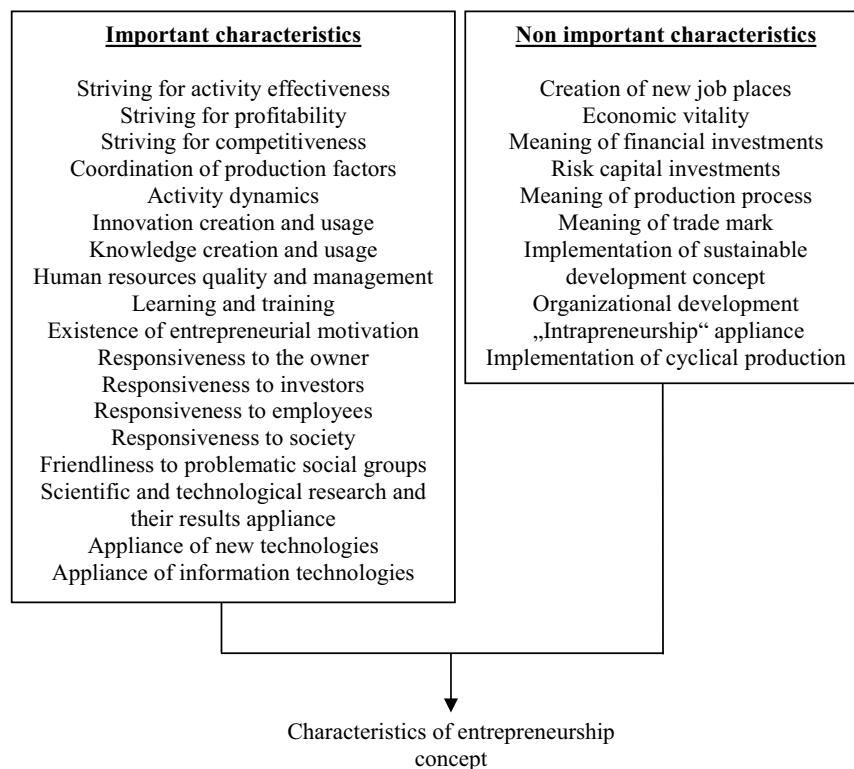 Important characteristics
Striving for activity effectiveness
Striving for profitability
Striving for competitiveness
Coordination of production factors
Activity dynamics
Innovation creation and usage
Knowledge creation and usage
Human resources quality and management
Learning and training
Existence of entrepreneurial motivation
Responsiveness to the owner
Responsiveness to investors
Responsiveness to employees
Responsiveness to society
Friendliness to problematic social groups
Scientific and technological research and
their results appliance
Appliance of new technologies
Appliance of information technologies
Non important characteristics
Creation of new job places
Economic vitality
Meaning of financial investments
Risk capital investments
Meaning of production process
Meaning of trade mark
Implementation of sustainable
development concept
Organizational development
„Intrapreneurship“ appliance
Implementation of cyclical production
Characteristics of entrepreneurship
concept